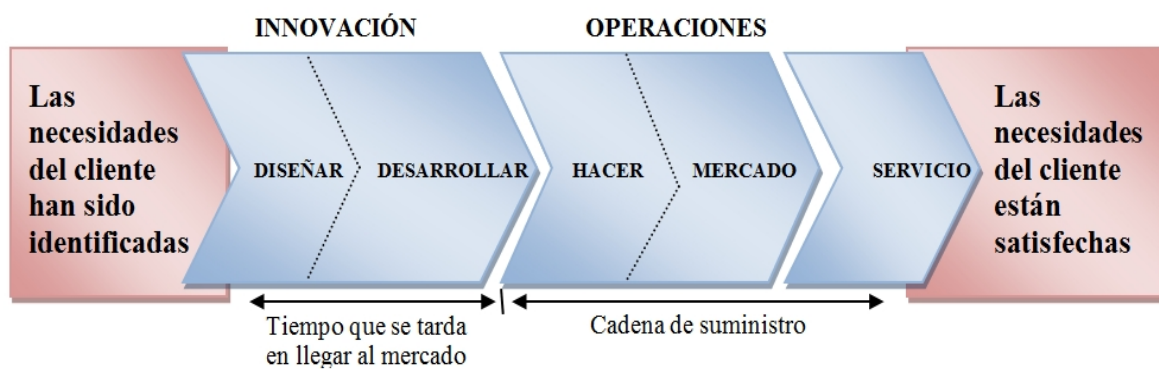 INNOVACIÓN
OPERACIONES
Las
necesidades
del cliente
han sido
identificadas
DISEÑAR
DESARROLLAR
HACER
MERCADO
SERVICIO
Las
necesidades
del cliente
están
satisfechas
Tiempo que se tarda
en llegar al mercado
Cadena de suministro